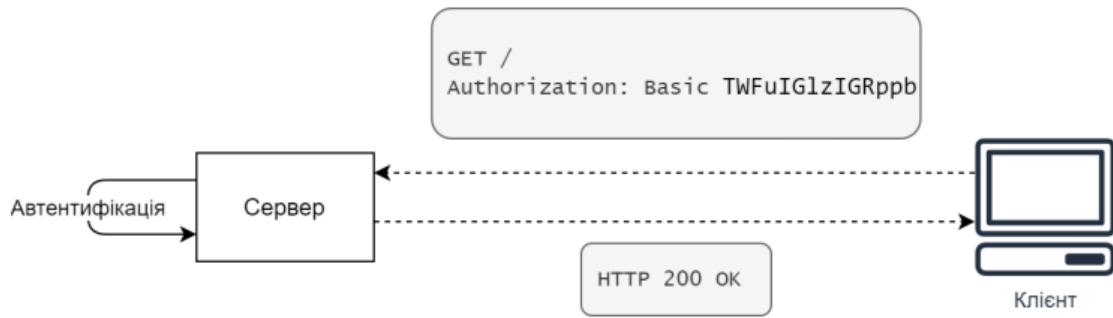 GET /
Authorization: Basic TWFuIGlzIGRppb
Автентифікація
Сервер
HTTP 200 OK
Клієнт